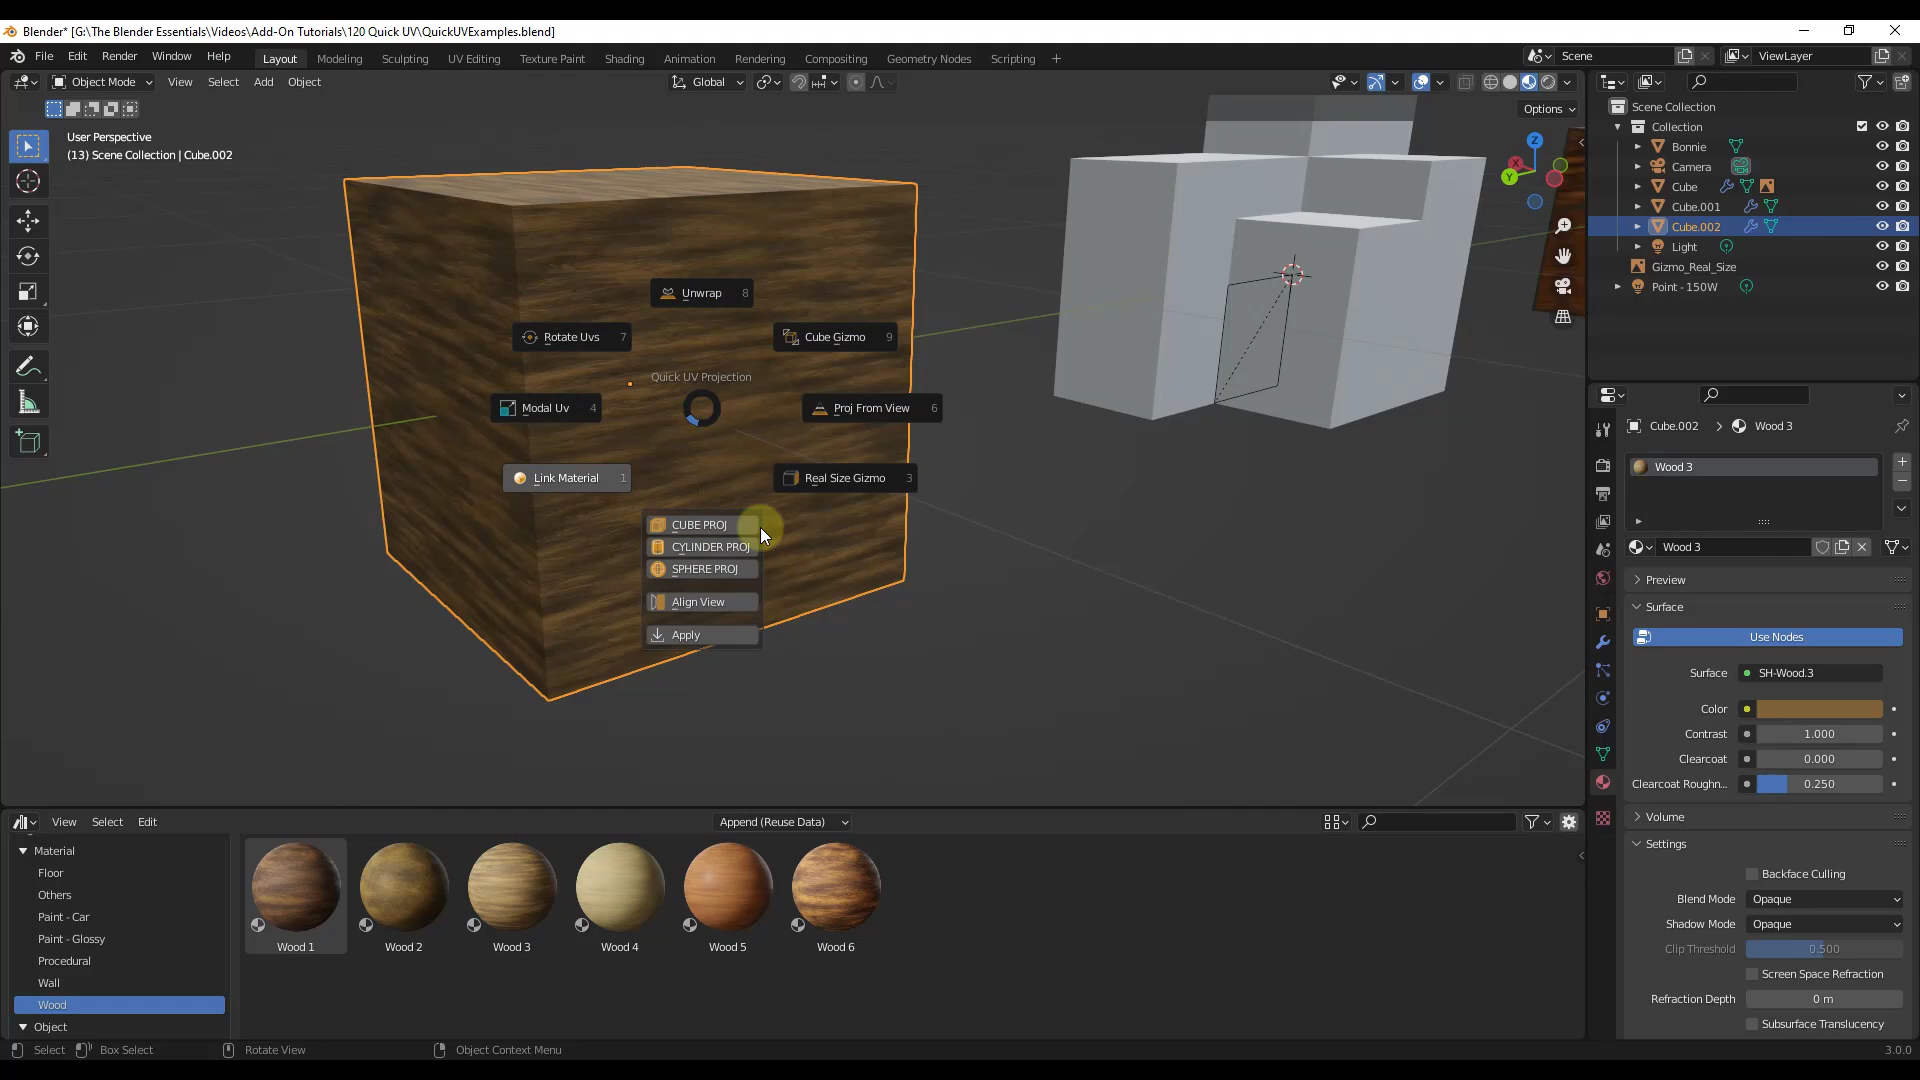 Blender* [G:\The Blender Essentials\Videos\Add-On Tutorials\120 Quick UV\QuickUVExamples.blend]
File Edit Render Window Help Layout Modeling Sculpting UV Editing Texture Paint Shading Animation Rendering Compositing Geometry Nodes Scripting + Scene ViewLayer
Object Mode View Select Add Object Global
Options
User Perspective
(13) Scene Collection | Cube.002
Scene Collection
Collection
Bonnie
Camera
Cube
Cube.001
Cube.002
Light
Gizmo_Real_Size
Point - 150W
Z
X
Y
Unwrap 8
Rotate Uvs 7
Cube Gizmo 9
Quick UV Projection
Modal Uv 4
Proj From View 6
Link Material 1
Real Size Gizmo 3
CUBE PROJ
CYLINDER PROJ
SPHERE PROJ
Align View
Apply
Cube.002 > Wood 3
Wood 3
Wood 3
Preview
Surface
Use Nodes
Surface SH-Wood.3
Color
Contrast 1.000
Clearcoat 0.000
Clearcoat Roughn... 0.250
Volume
Settings
Backface Culling
Blend Mode Opaque
Shadow Mode Opaque
Clip Threshold 0.500
Screen Space Refraction
Refraction Depth 0 m
Subsurface Translucency
View Select Edit Append (Reuse Data)
Material
Floor
Others
Paint - Car
Paint - Glossy
Procedural
Wall
Wood
Object
Wood 1 Wood 2 Wood 3 Wood 4 Wood 5 Wood 6
Select Box Select Rotate View Object Context Menu 3.0.0